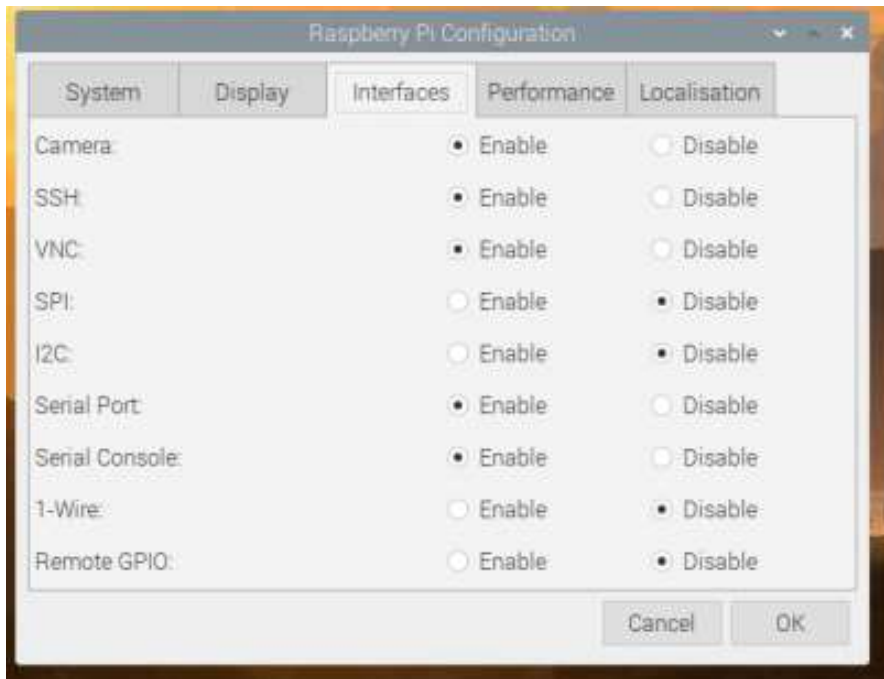 Raspberry Pi Configuration
System Display Interfaces Performance Localisation
Camera: Enable Disable
SSH: Enable Disable
VNC: Enable Disable
SPI: Enable Disable
I2C: Enable Disable
Serial Port: Enable Disable
Serial Console: Enable Disable
1-Wire: Enable Disable
Remote GPIO: Enable Disable
Cancel OK